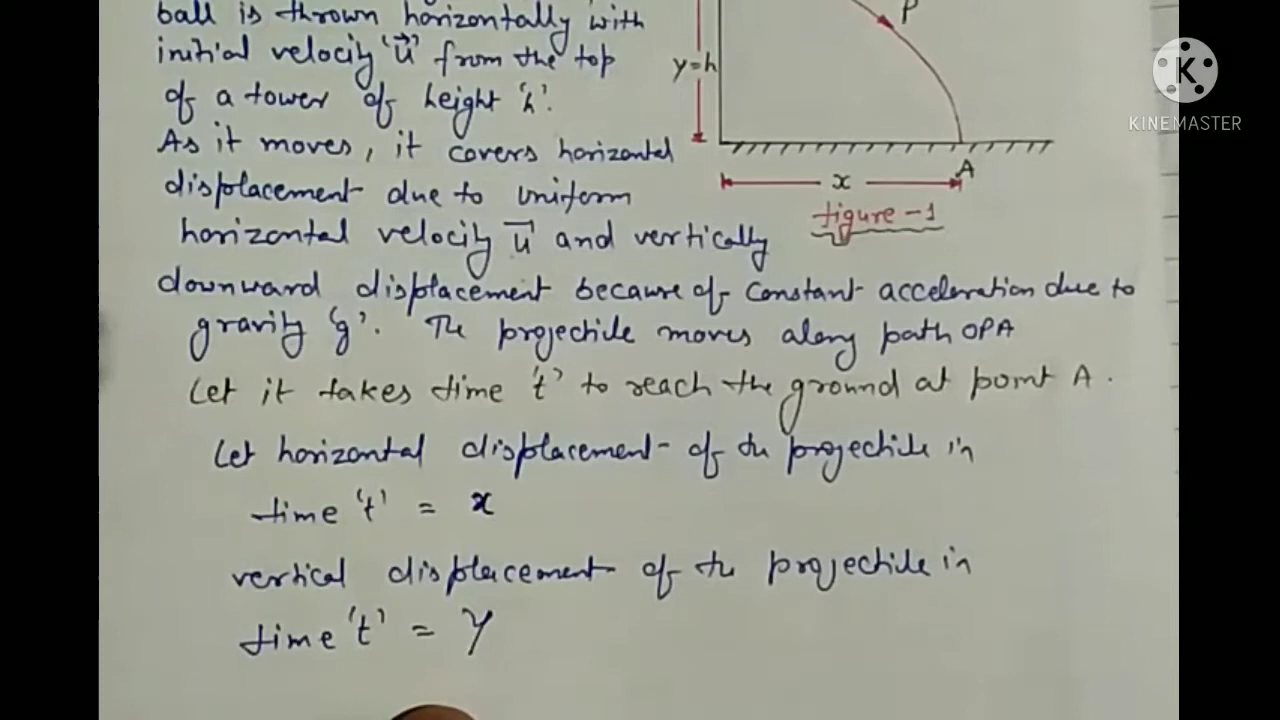 ball is thrown horizontally with
initial velocity 'u⃗' from the top
of a tower of height 'h'.
As it moves, it covers horizontal
displacement due to uniform
horizontal velocity u⃗ and vertically
downward displacement because of constant acceleration due to
gravity 'g'. The projectile moves along path OPA
Let it takes time 't' to reach the ground at point A.
Let horizontal displacement of the projectile in
time 't' = x
vertical displacement of the projectile in
time 't' = y
P
y=h
x
A
figure-1
K
KINEMASTER